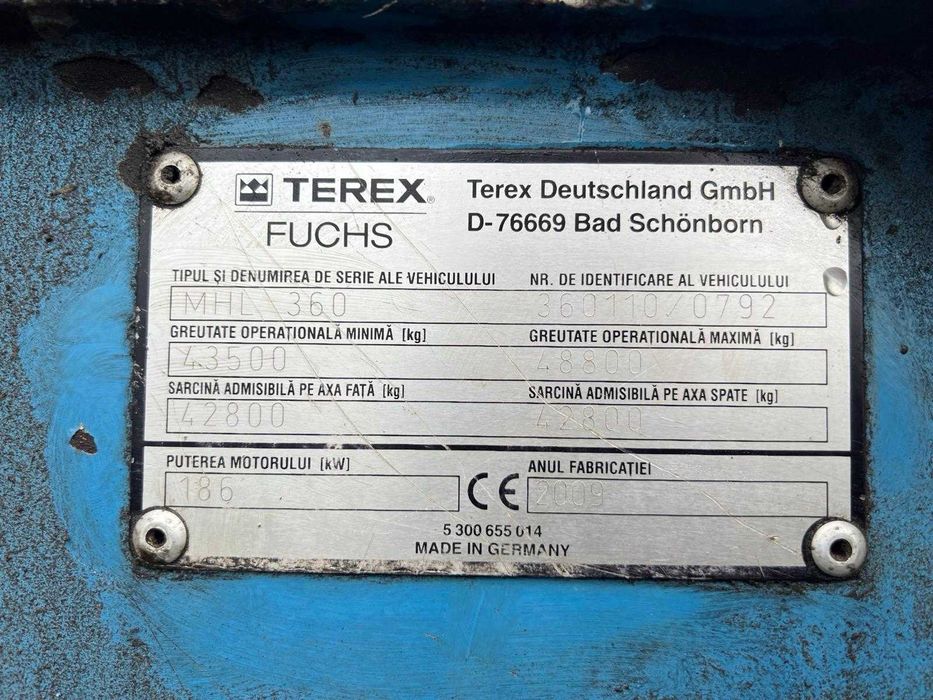 TEREX® Terex Deutschland GmbH
FUCHS D-76669 Bad Schönborn
TIPUL ȘI DENUMIREA DE SERIE ALE VEHICULULUI NR. DE IDENTIFICARE AL VEHICULULUI
MHL 360 360110/0792
GREUTATE OPERAȚIONALĂ MINIMĂ [kg] GREUTATE OPERAȚIONALĂ MAXIMĂ [kg]
43500 48800
SARCINĂ ADMISIBILĂ PE AXA FAȚĂ [kg] SARCINĂ ADMISIBILĂ PE AXA SPATE [kg]
42800 42800
PUTEREA MOTORULUI [kW] CE ANUL FABRICAȚIEI
186 2009
5 300 655 014
MADE IN GERMANY